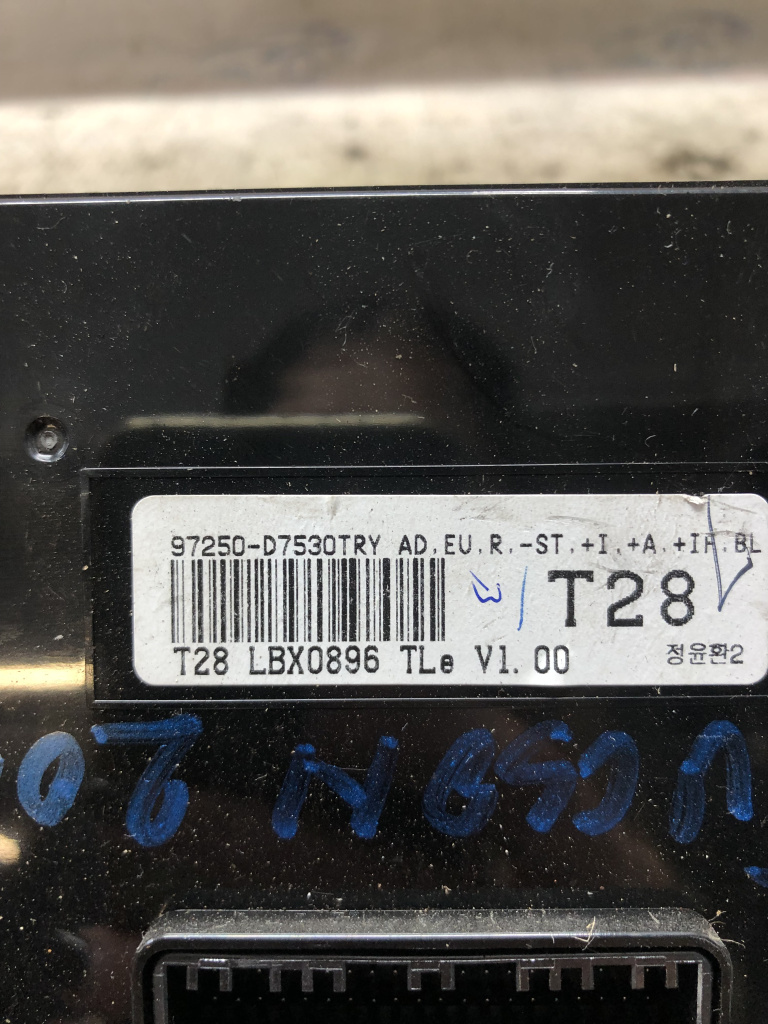 97250-D7530TRY AD,EU,R,-ST,+I,+A,+IF,BL
T28
T28 LBX0896 TLe V1.00
정윤환2